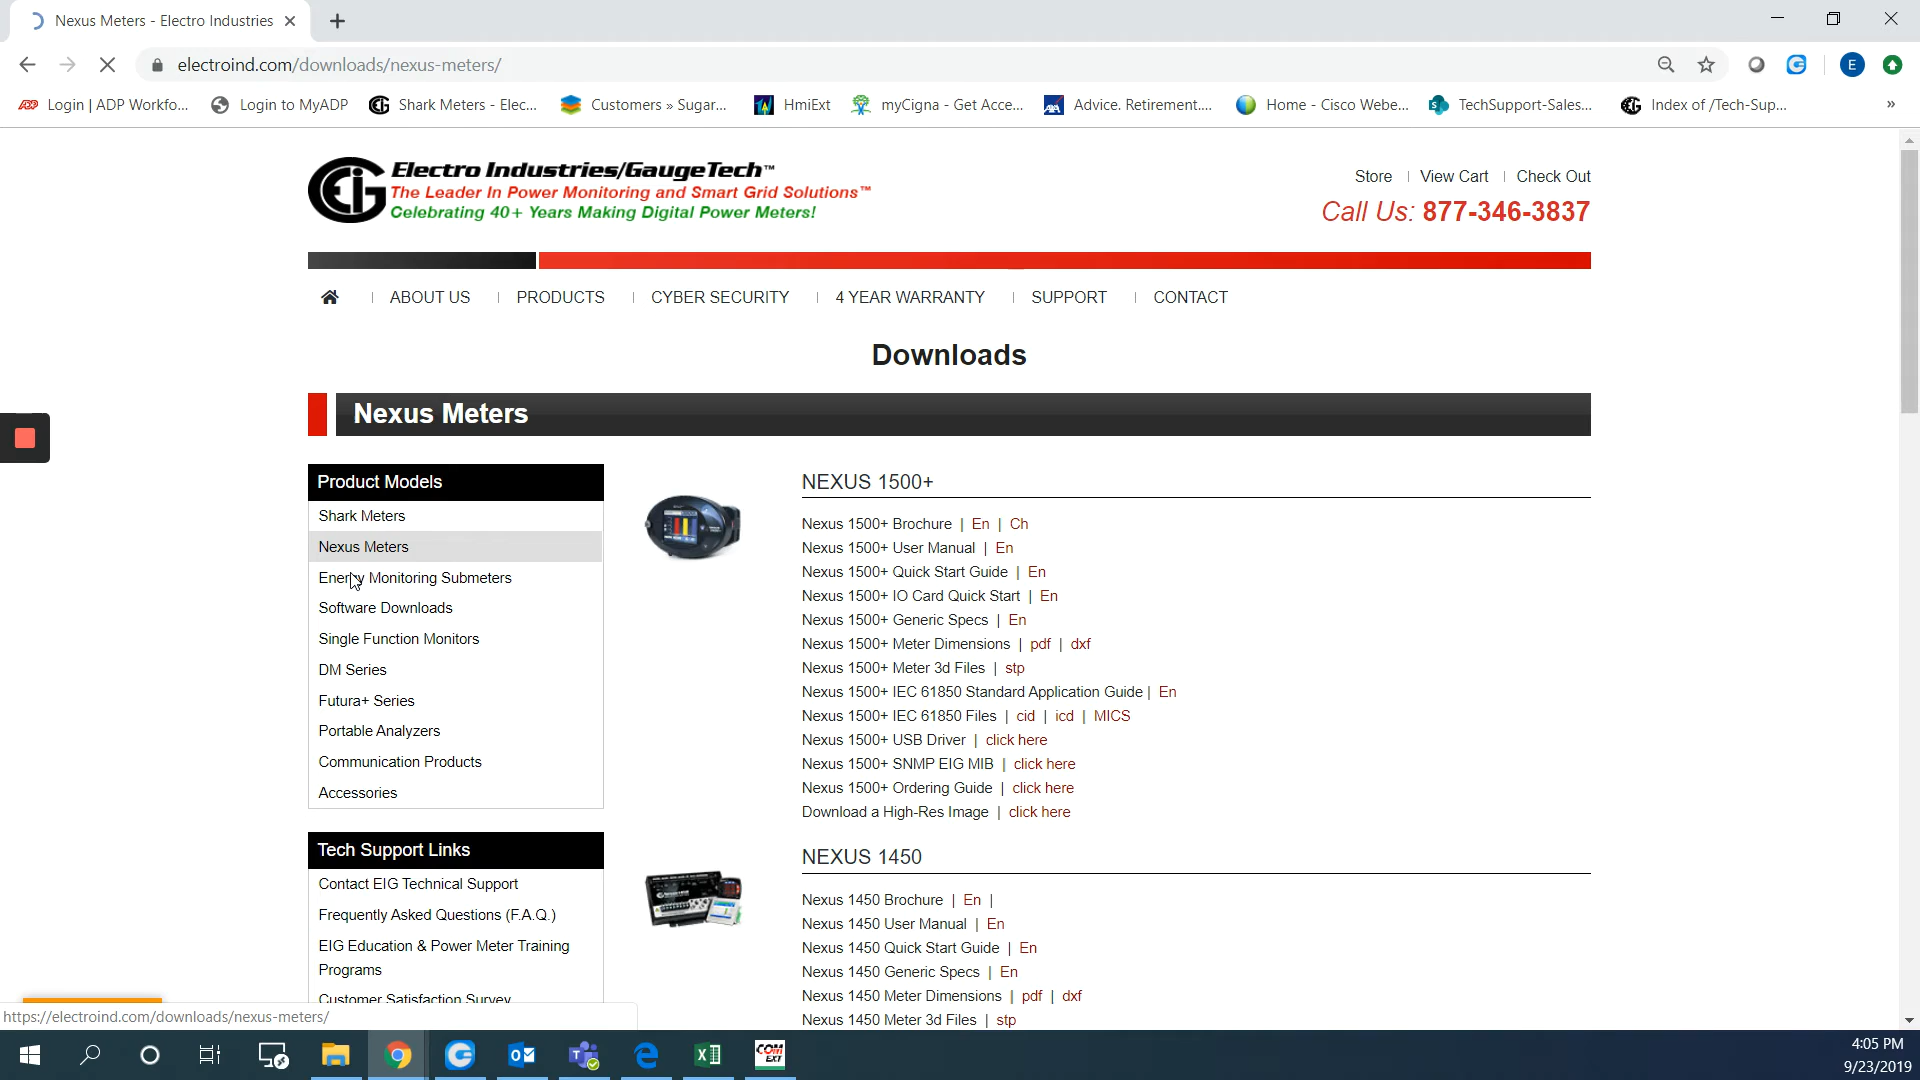 Nexus Meters - Electro Industries
electroind.com/downloads/nexus-meters/
E
Login | ADP Workfo...
Login to MyADP
Shark Meters - Elec...
Customers » Sugar...
HmiExt
myCigna - Get Acce...
Advice. Retirement....
Home - Cisco Webe...
TechSupport-Sales...
Index of /Tech-Sup...
»
Electro Industries/GaugeTech™
The Leader In Power Monitoring and Smart Grid Solutions™
Celebrating 40+ Years Making Digital Power Meters!
Store | View Cart | Check Out
Call Us: 877-346-3837
ABOUT US | PRODUCTS | CYBER SECURITY | 4 YEAR WARRANTY | SUPPORT | CONTACT
Downloads
Nexus Meters
Product Models
Shark Meters
Nexus Meters
Energy Monitoring Submeters
Software Downloads
Single Function Monitors
DM Series
Futura+ Series
Portable Analyzers
Communication Products
Accessories
Tech Support Links
Contact EIG Technical Support
Frequently Asked Questions (F.A.Q.)
EIG Education & Power Meter Training
Programs
Customer Satisfaction Survey
NEXUS 1500+
Nexus 1500+ Brochure | En | Ch
Nexus 1500+ User Manual | En
Nexus 1500+ Quick Start Guide | En
Nexus 1500+ IO Card Quick Start | En
Nexus 1500+ Generic Specs | En
Nexus 1500+ Meter Dimensions | pdf | dxf
Nexus 1500+ Meter 3d Files | stp
Nexus 1500+ IEC 61850 Standard Application Guide | En
Nexus 1500+ IEC 61850 Files | cid | icd | MICS
Nexus 1500+ USB Driver | click here
Nexus 1500+ SNMP EIG MIB | click here
Nexus 1500+ Ordering Guide | click here
Download a High-Res Image | click here
NEXUS 1450
Nexus 1450 Brochure | En |
Nexus 1450 User Manual | En
Nexus 1450 Quick Start Guide | En
Nexus 1450 Generic Specs | En
Nexus 1450 Meter Dimensions | pdf | dxf
Nexus 1450 Meter 3d Files | stp
https://electroind.com/downloads/nexus-meters/
COM
EXT
4:05 PM
9/23/2019